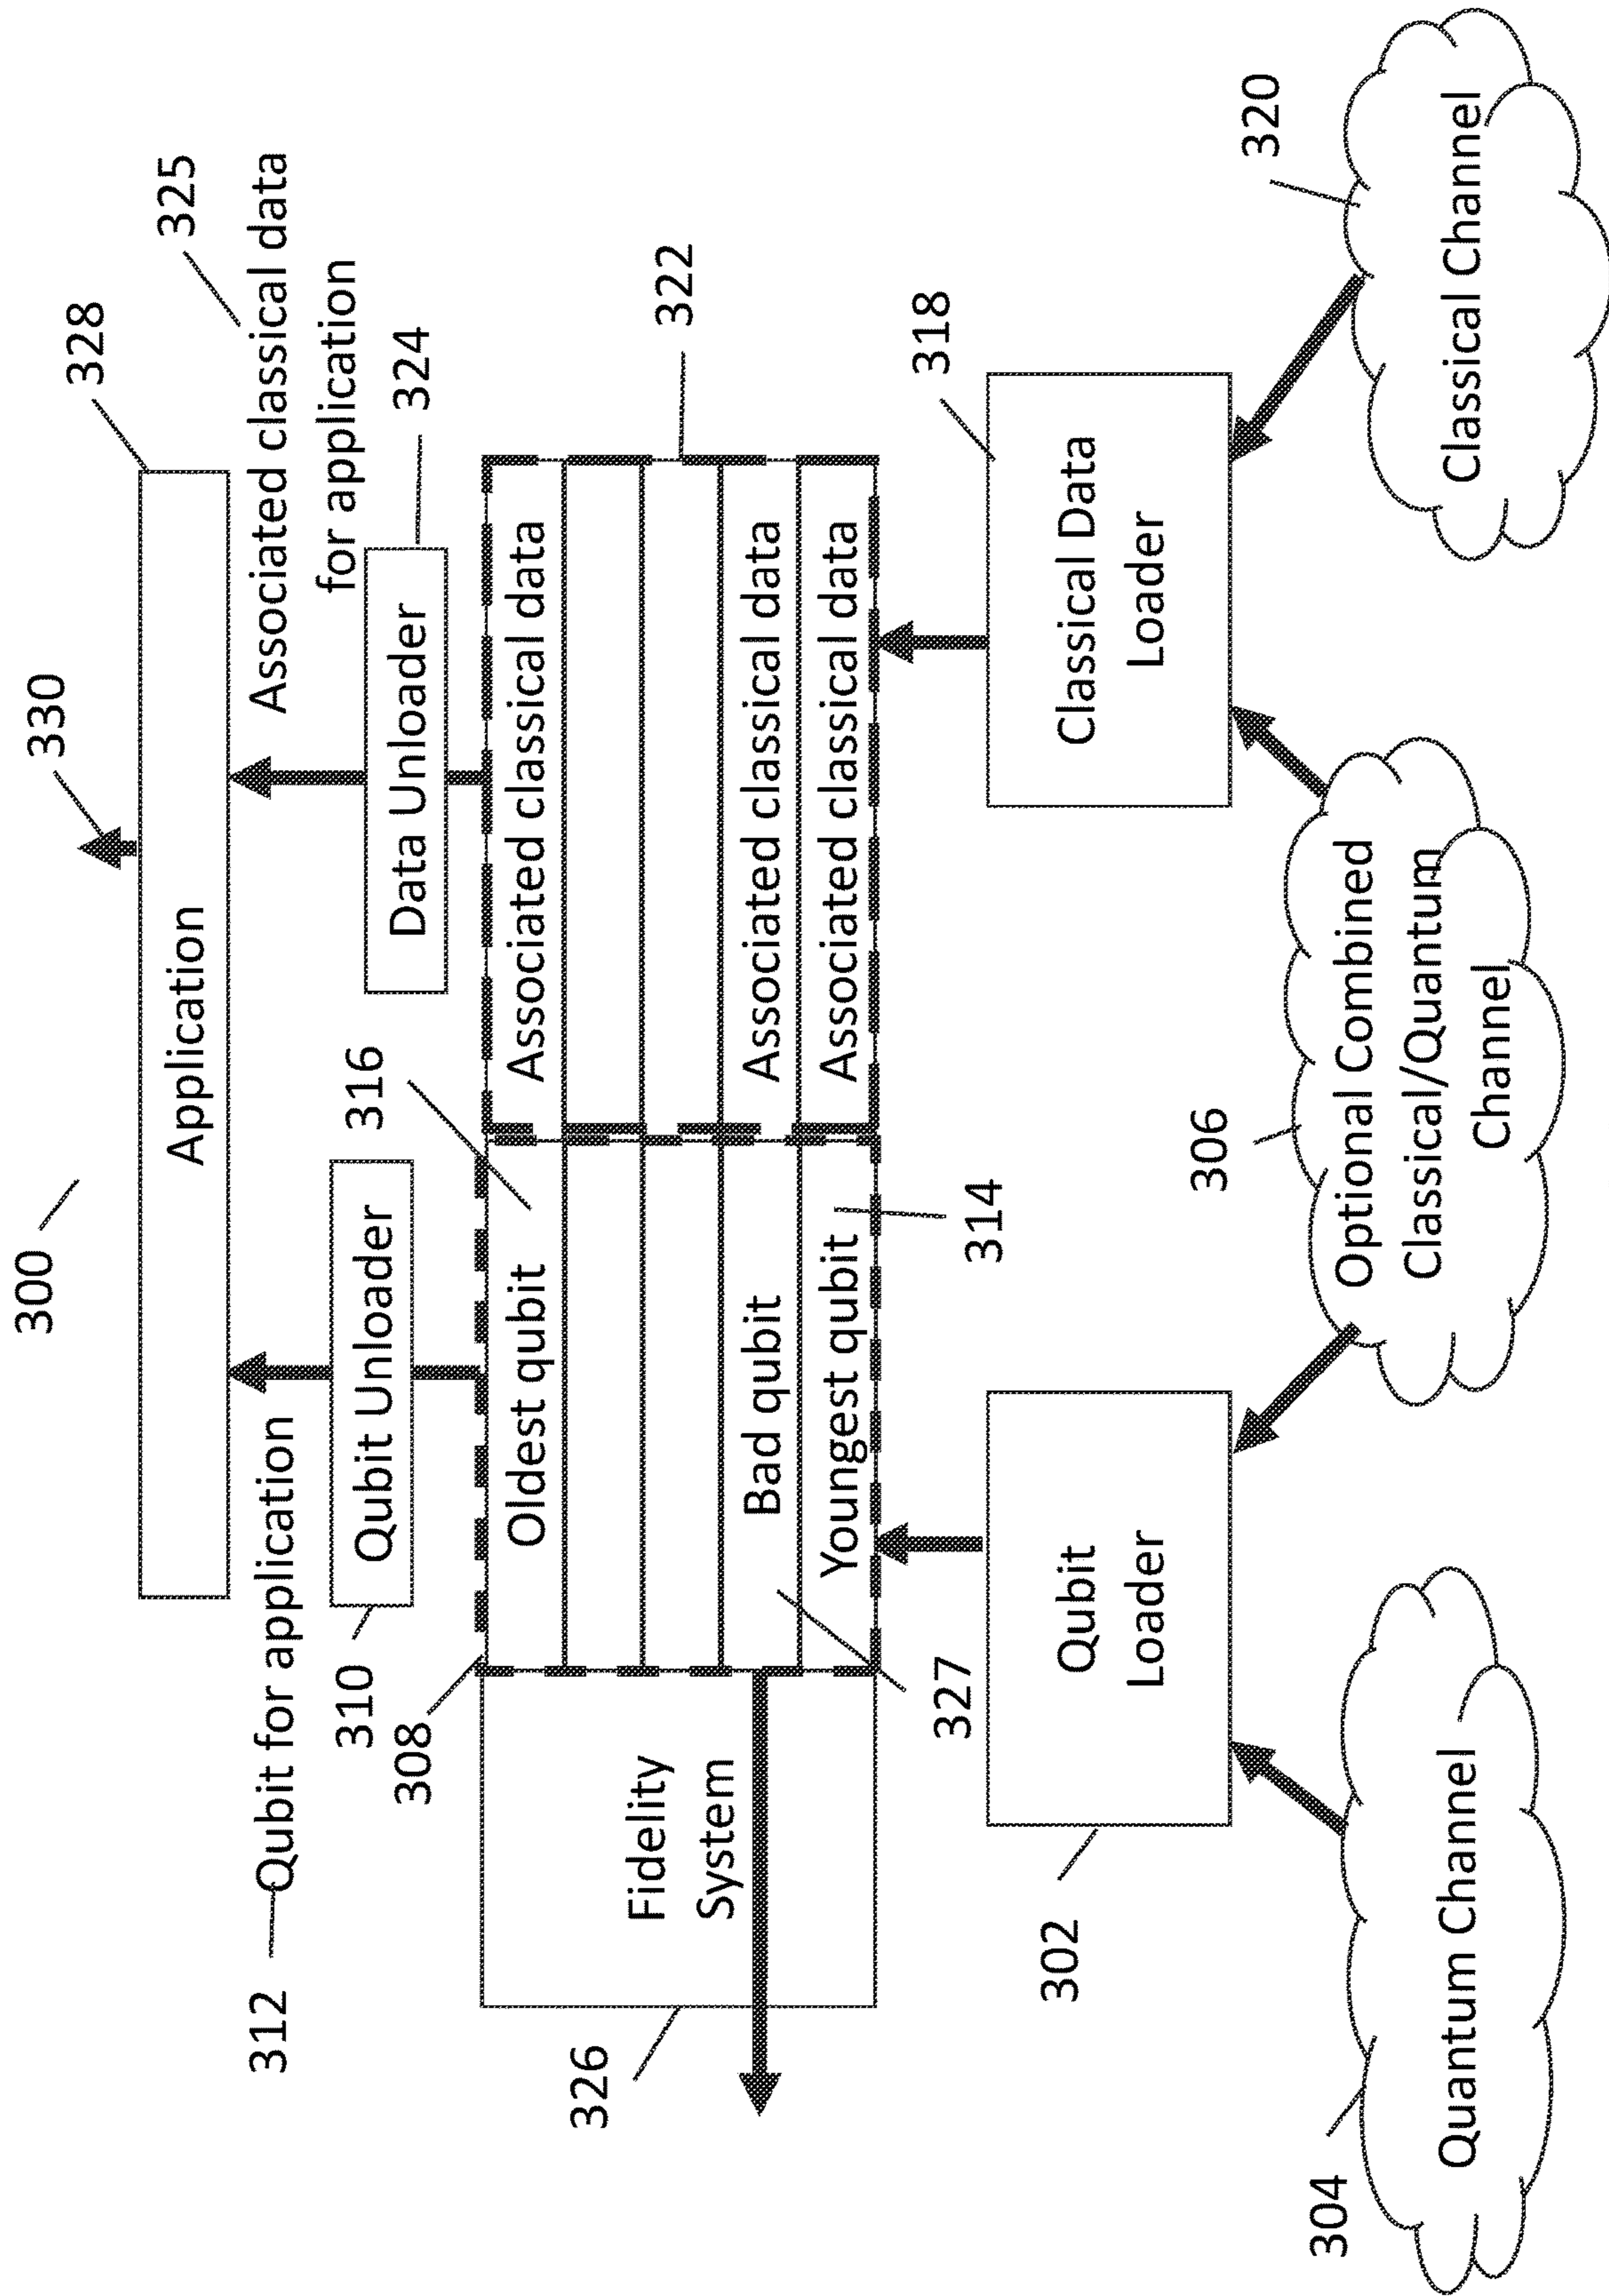 300
330
328
325
Application
312
Qubit for application
Associated classical data
for application
310
Qubit Unloader
316
Data Unloader
324
308
326
Fidelity
System
Oldest qubit
Associated classical data
322
Bad qubit
Associated classical data
Youngest qubit
Associated classical data
327
314
318
302
Qubit
Loader
Classical Data
Loader
306
320
304
Quantum Channel
Optional Combined
Classical/Quantum
Channel
Classical Channel